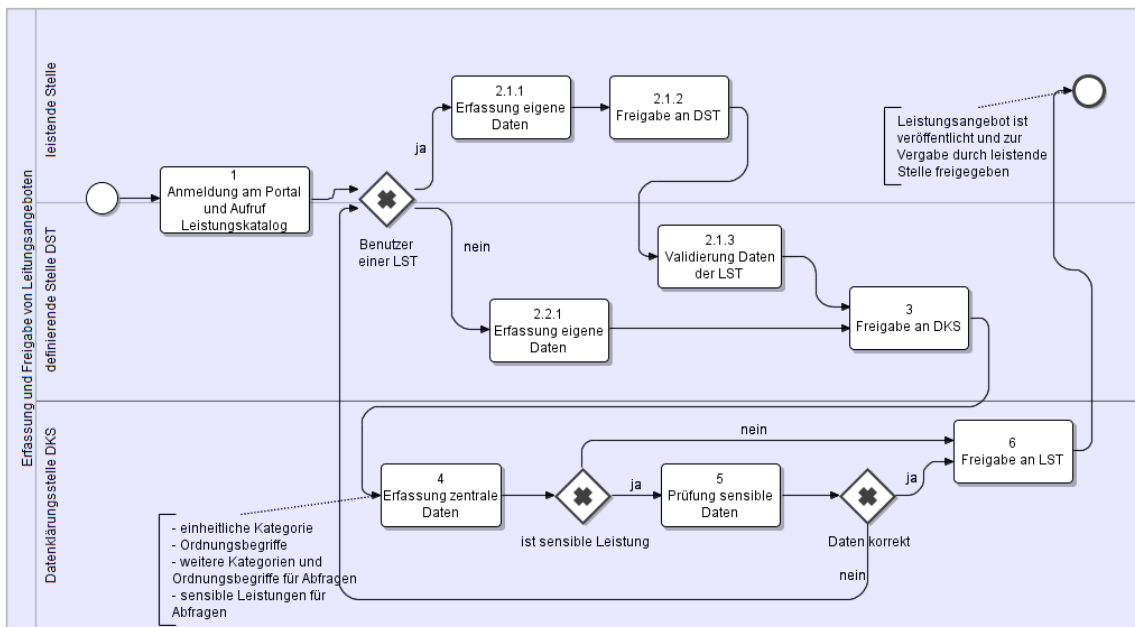 Erfassung und Freigabe von Leitungsangeboten
leistende Stelle
definierende Stelle DST
Datenklärungsstelle DKS
1
Anmeldung am Portal
und Aufruf
Leistungskatalog
Benutzer
einer LST
ja
nein
2.1.1
Erfassung eigene
Daten
2.1.2
Freigabe an DST
2.1.3
Validierung Daten
der LST
2.2.1
Erfassung eigene
Daten
3
Freigabe an DKS
4
Erfassung zentrale
Daten
- einheitliche Kategorie
- Ordnungsbegriffe
- weitere Kategorien und
Ordnungsbegriffe für Abfragen
- sensible Leistungen für
Abfragen
ist sensible Leistung
nein
ja
5
Prüfung sensible
Daten
Daten korrekt
ja
nein
6
Freigabe an LST
Leistungsangebot ist
veröffentlicht und zur
Vergabe durch leistende
Stelle freigegeben